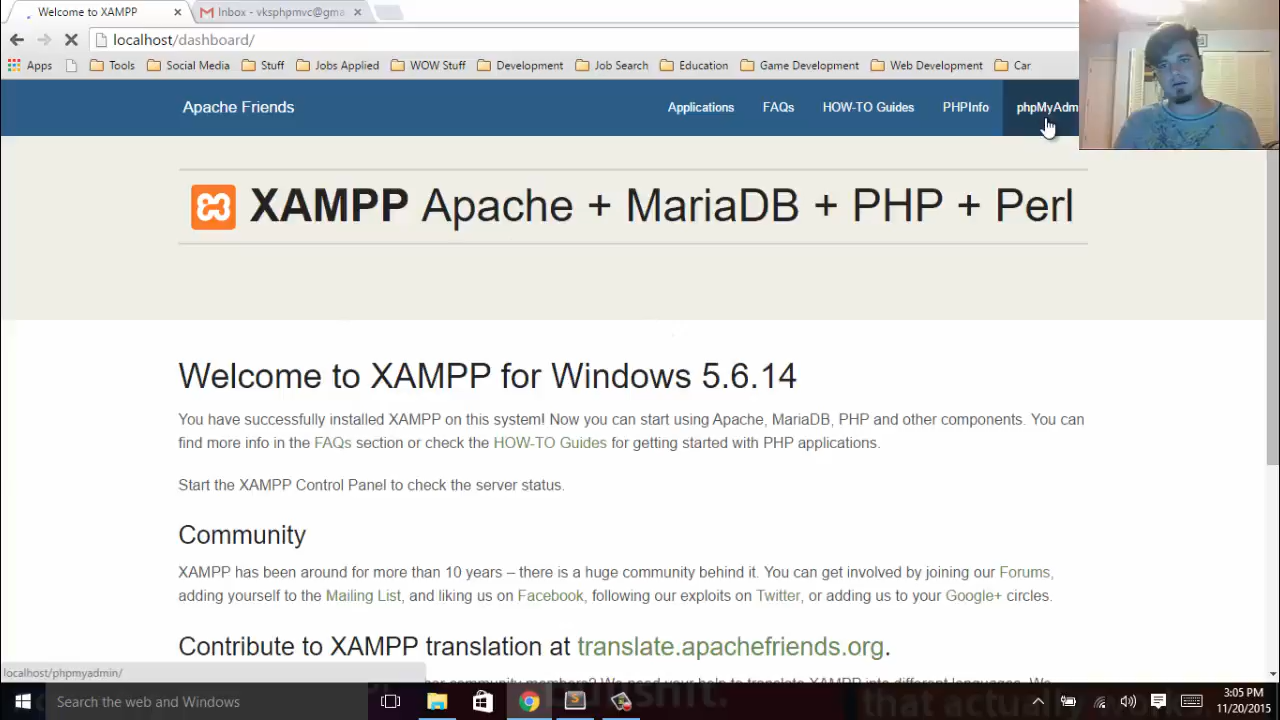 Welcome to XAMPP
Inbox - vksphpmvc@gma
localhost/dashboard/
Apps
Tools
Social Media
Stuff
Jobs Applied
WOW Stuff
Development
Job Search
Education
Game Development
Web Development
Car
Apache Friends
Applications
FAQs
HOW-TO Guides
PHPInfo
phpMyAdm
XAMPP Apache + MariaDB + PHP + Perl
Welcome to XAMPP for Windows 5.6.14
You have successfully installed XAMPP on this system! Now you can start using Apache, MariaDB, PHP and other components. You can
find more info in the FAQs section or check the HOW-TO Guides for getting started with PHP applications.
Start the XAMPP Control Panel to check the server status.
Community
XAMPP has been around for more than 10 years – there is a huge community behind it. You can get involved by joining our Forums,
adding yourself to the Mailing List, and liking us on Facebook, following our exploits on Twitter, or adding us to your Google+ circles.
Contribute to XAMPP translation at translate.apachefriends.org.
localhost/phpmyadmin/
Search the web and Windows
3:05 PM
11/20/2015